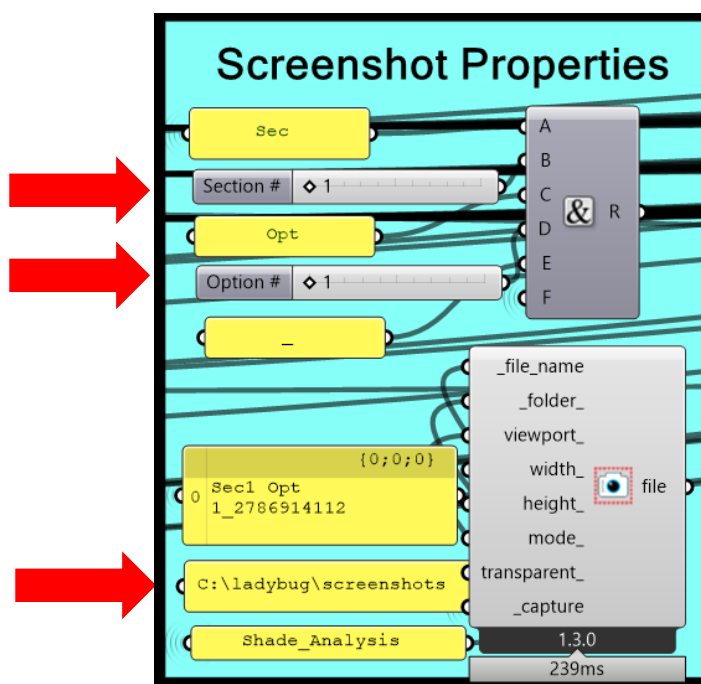 Screenshot Properties
Sec
A
B
Section #
1
C
& R
Opt
D
E
Option #
1
F
_
_file_name
_folder_
viewport_
{0;0;0}
width_
0
Sec1 Opt
1_2786914112
file
height_
mode_
C:\ladybug\screenshots
transparent_
_capture
Shade_Analysis
1.3.0
239ms